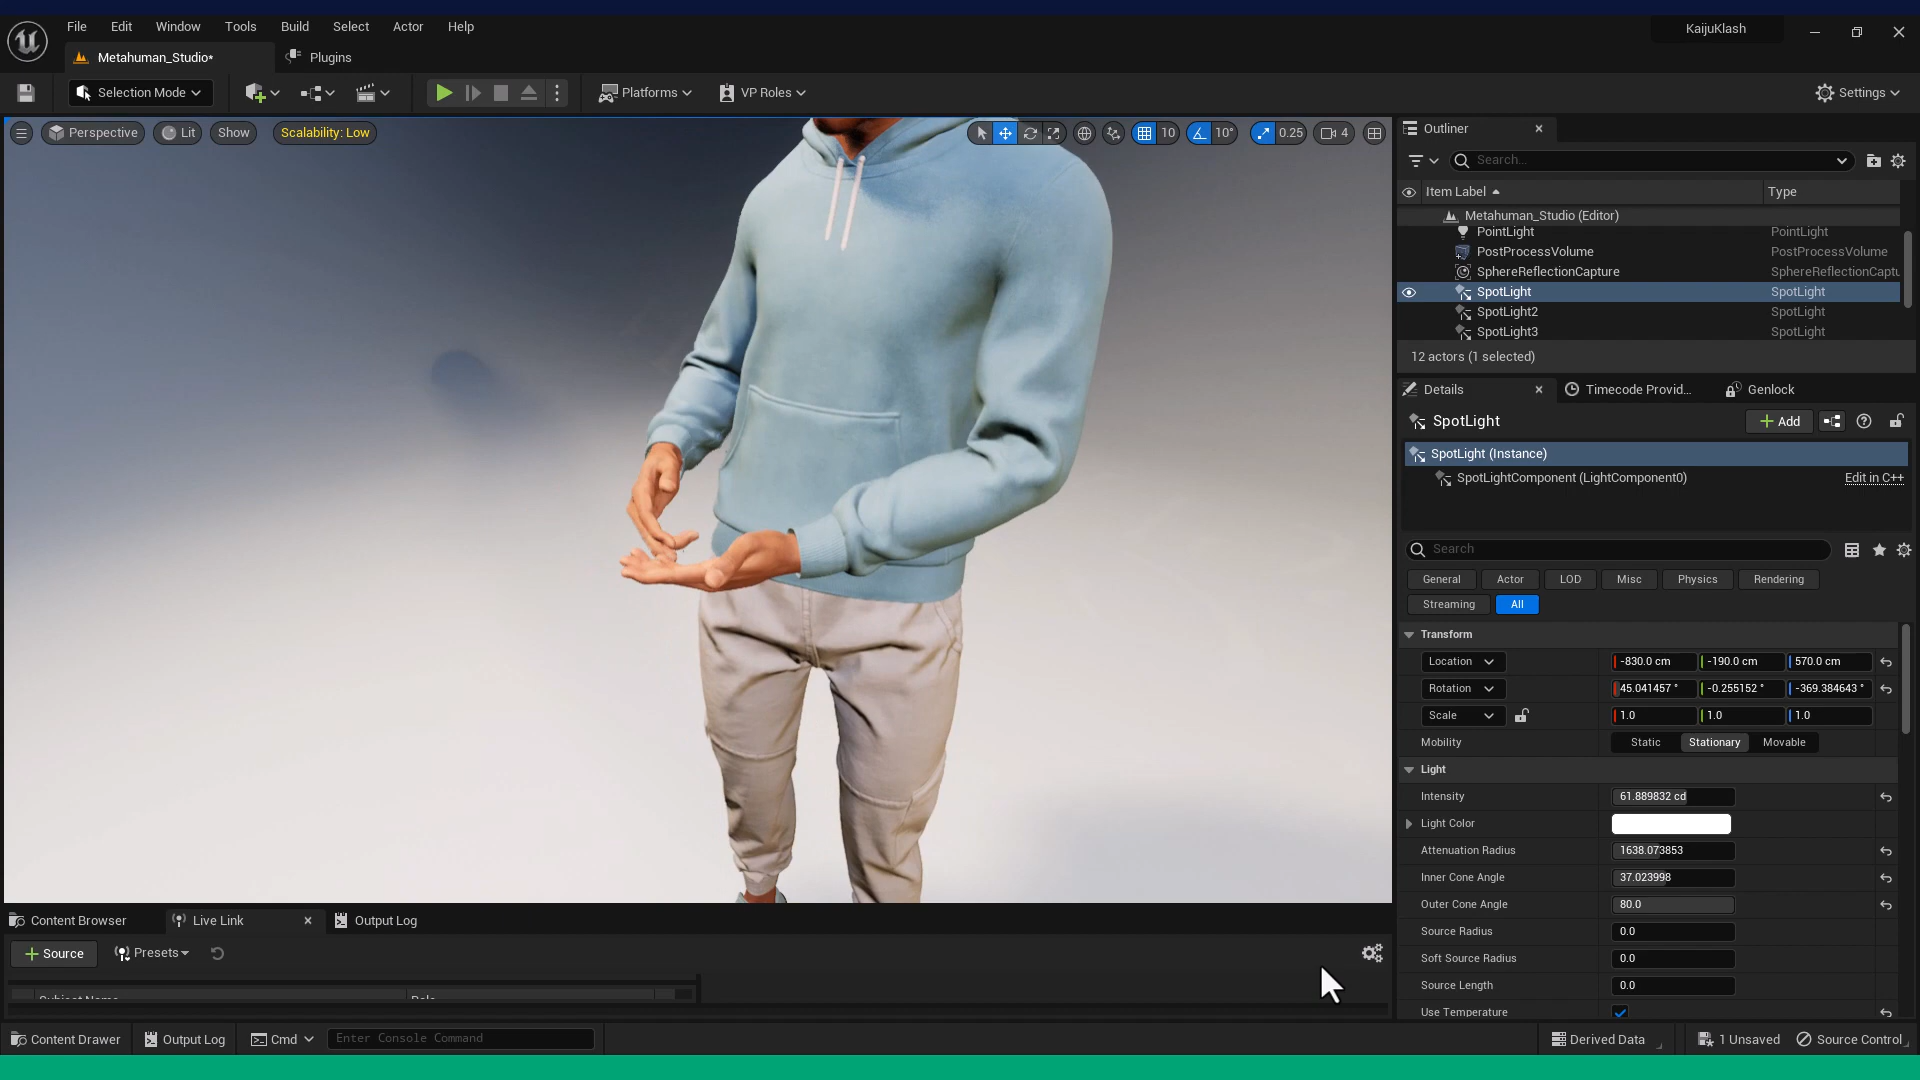 File Edit Window Tools Build Select Actor Help
KaijuKlash
Metahuman_Studio*
Plugins
Selection Mode
Platforms
VP Roles
Settings
Perspective
Lit
Show
Scalability: Low
10
10°
0.25
4
Outliner
Search...
Item Label
Type
Metahuman_Studio (Editor)
PointLight PointLight
PostProcessVolume PostProcessVolume
SphereReflectionCapture SphereReflectionCaptu
SpotLight SpotLight
SpotLight2 SpotLight
SpotLight3 SpotLight
12 actors (1 selected)
Details
Timecode Provid...
Genlock
SpotLight
Add
SpotLight (Instance)
SpotLightComponent (LightComponent0)
Edit in C++
Search
General Actor LOD Misc Physics Rendering
Streaming All
Transform
Location -830.0 cm -190.0 cm 570.0 cm
Rotation 45.041457 ° -0.255152 ° -369.384643 °
Scale 1.0 1.0 1.0
Mobility Static Stationary Movable
Light
Intensity 61.889832 cd
Light Color
Attenuation Radius 1638.073853
Inner Cone Angle 37.023998
Outer Cone Angle 80.0
Source Radius 0.0
Soft Source Radius 0.0
Source Length 0.0
Use Temperature
Content Browser
Live Link
Output Log
Source
Presets
Subject Name
Role
Content Drawer
Output Log
Cmd
Enter Console Command
Derived Data
1 Unsaved
Source Control